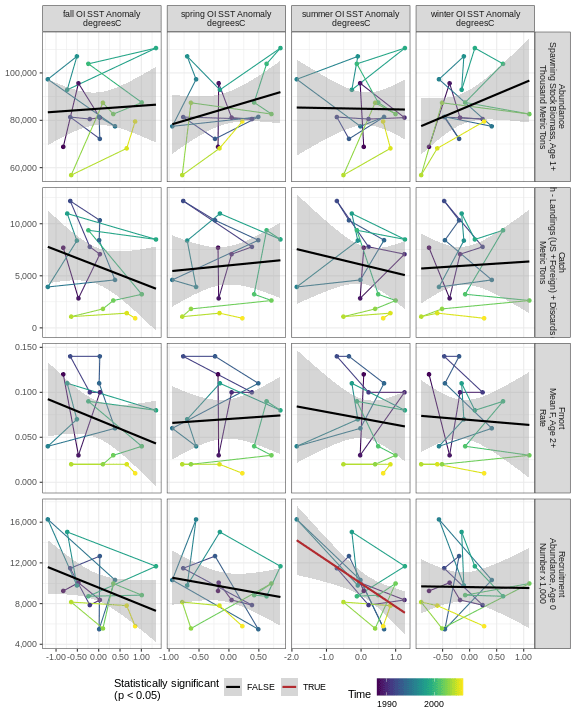 fall OI SST Anomaly
degreesC
spring OI SST Anomaly
degreesC
summer OI SST Anomaly
degreesC
winter OI SST Anomaly
degreesC
100,000
80,000
60,000
Abundance
Spawning Stock Biomass, Age 1+
Thousand Metric Tons
10,000
5,000
0
Catch
h - Landings (US +Foreign) + Discards
Metric Tons
0.150
0.100
0.050
0.000
Fmort
Mean F, Age 2+
Rate
16,000
12,000
8,000
4,000
Recruitment
Abundance, Age 0
Number x 1,000
-1.00 -0.50 0.00 0.50 1.00
-1.00 -0.50 0.00 0.50
-2.0 -1.0 0.0 1.0
-0.50 0.00 0.50 1.00
Statistically significant
(p < 0.05)
FALSE
TRUE
Time
1990 2000